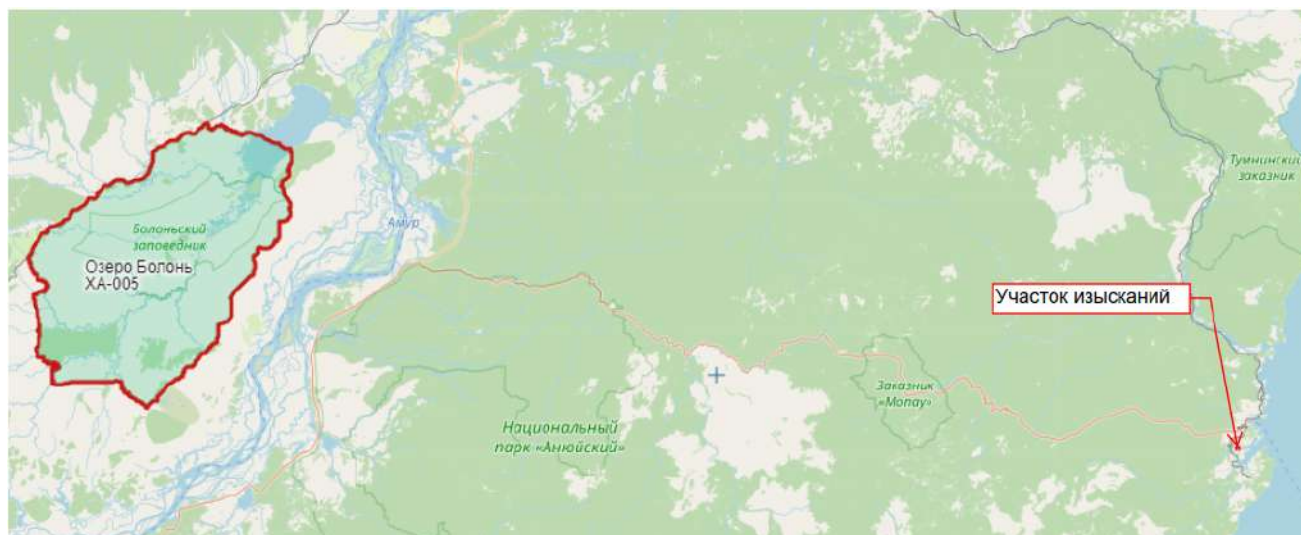 Тумнинский
заказник
Амур
Болоньский
заповедник
Озеро Болонь
ХА-005
Участок изысканий
Заказник
«Мопау»
Национальный
парк «Анюйский»